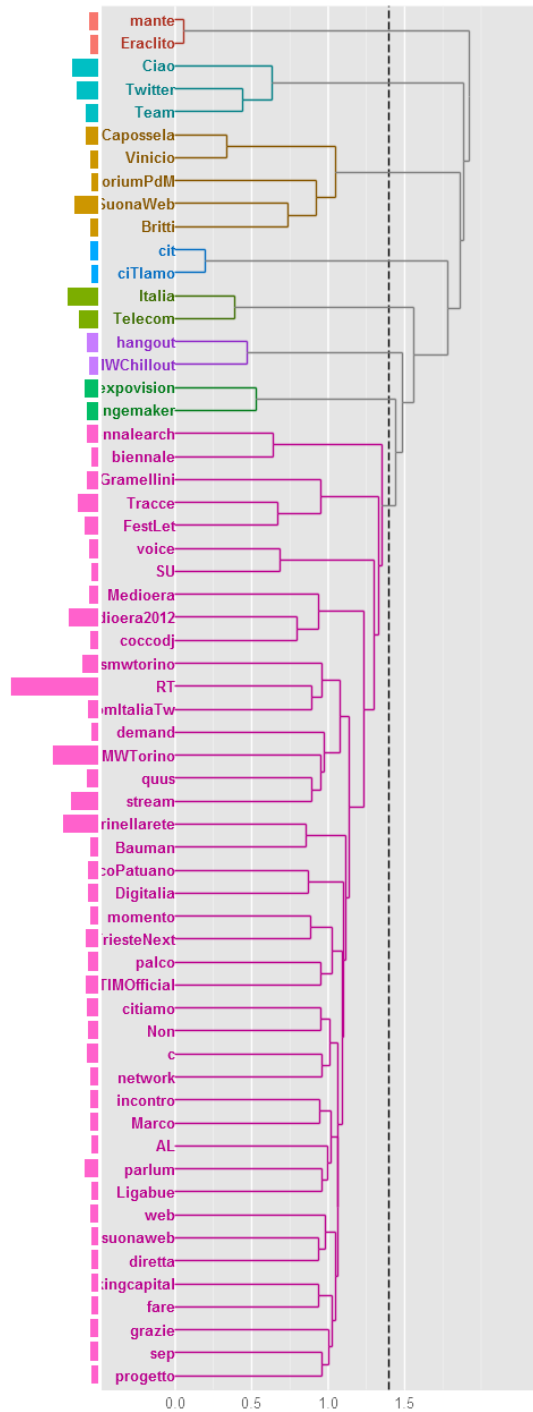 mante
Eraclito
Ciao
Twitter
Team
Capossela
Vinicio
oriumPdM
SuonaWeb
Britti
cit
ciTIamo
Italia
Telecom
hangout
IWChillout
expovision
ngemaker
nnalearch
biennale
Gramellini
Tracce
FestLet
voice
SU
Medioera
dioera2012
coccodj
smwtorino
RT
omItaliaTw
demand
MWTorino
quus
stream
rinellarete
Bauman
coPatuano
Digitalia
momento
riesteNext
palco
TIMOfficial
citiamo
Non
c
network
incontro
Marco
AL
parlum
Ligabue
web
suonaweb
diretta
kingcapital
fare
grazie
sep
progetto
0.0 0.5 1.0 1.5